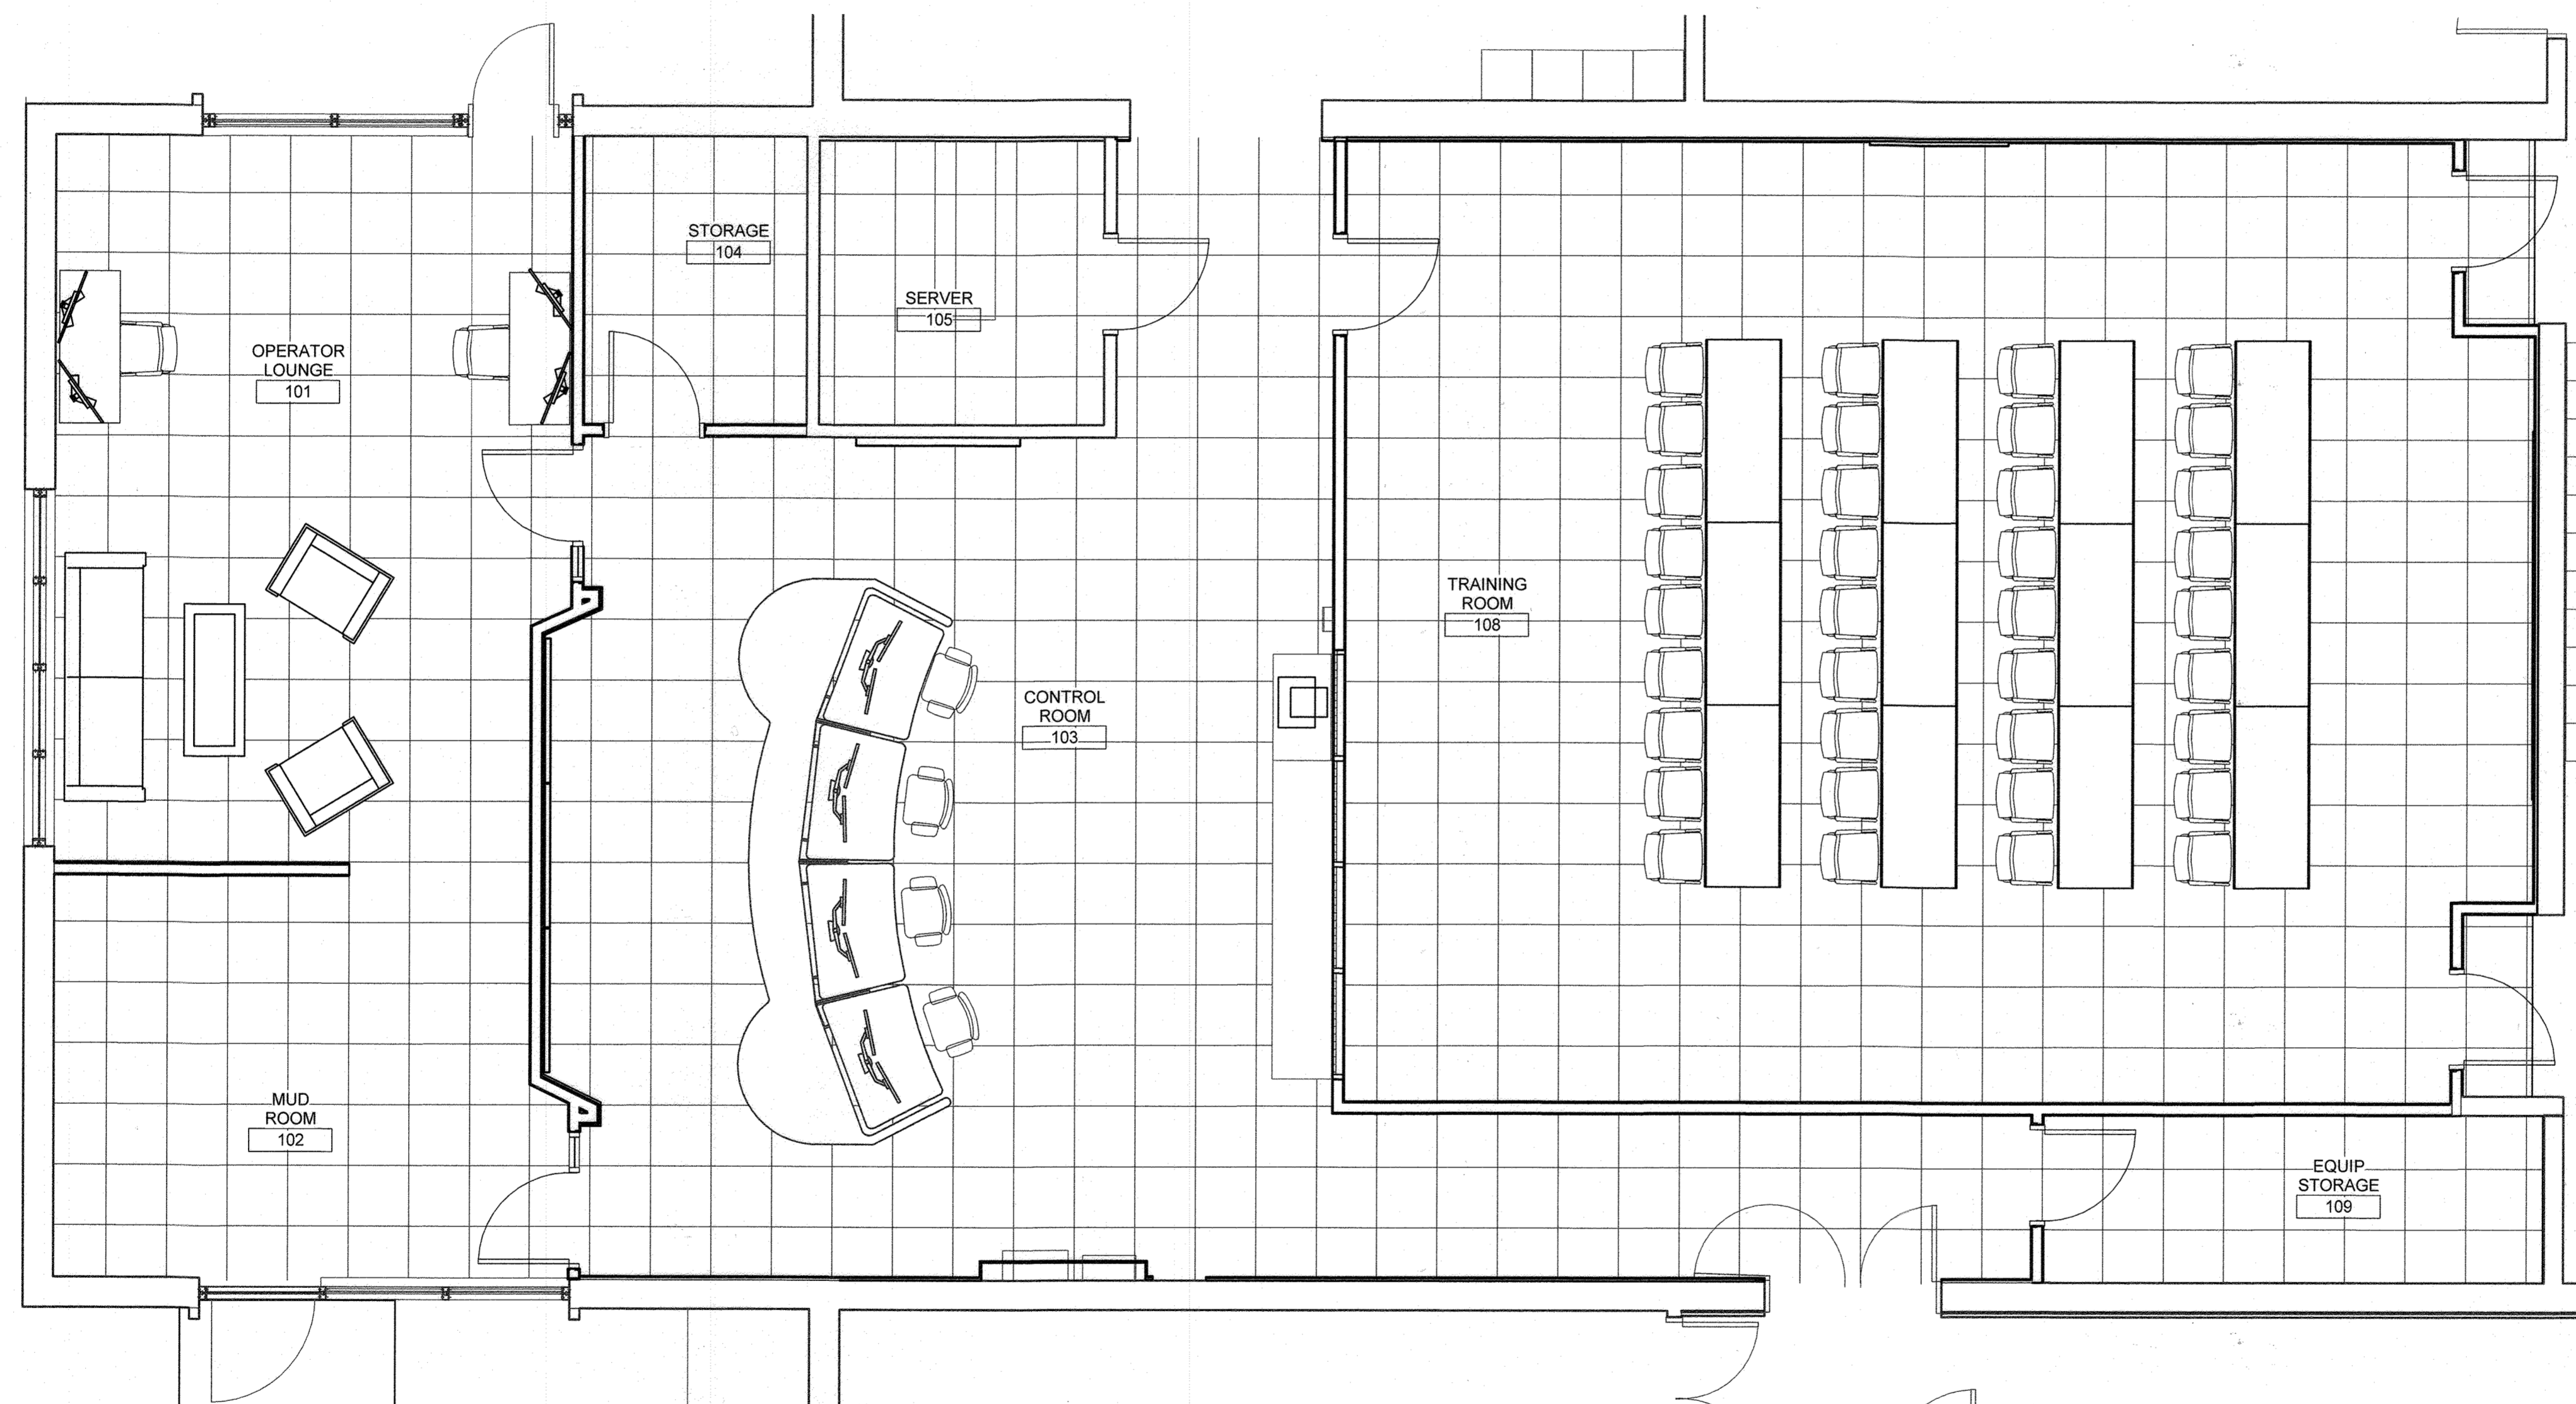 STORAGE
104
SERVER
105
OPERATOR
LOUNGE
101
TRAINING
ROOM
108
CONTROL
ROOM
103
MUD
ROOM
102
EQUIP
STORAGE
109